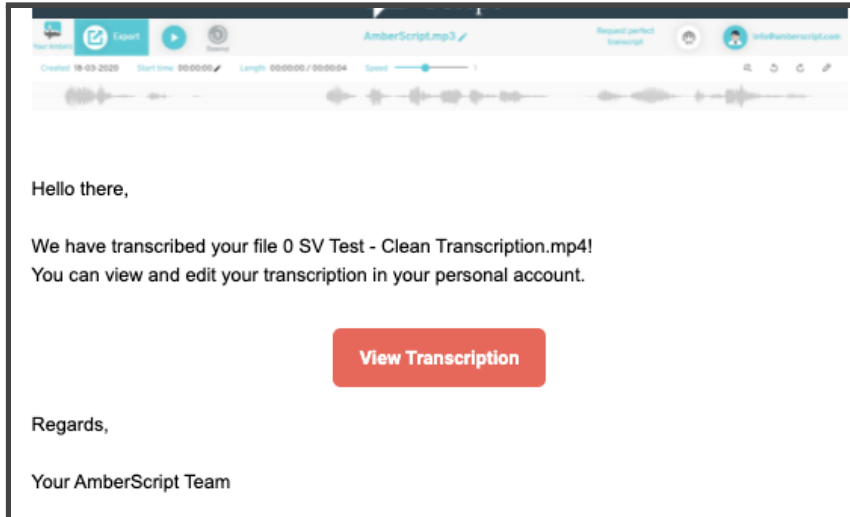 Export
AmberScript.mp3
Request perfect
transcript
info@amberscript.com
Created 18-03-2020 Start time 00:00:00 Length 00:00:00 / 00:00:04 Speed 1
Hello there,
We have transcribed your file 0 SV Test - Clean Transcription.mp4!
You can view and edit your transcription in your personal account.
View Transcription
Regards,
Your AmberScript Team